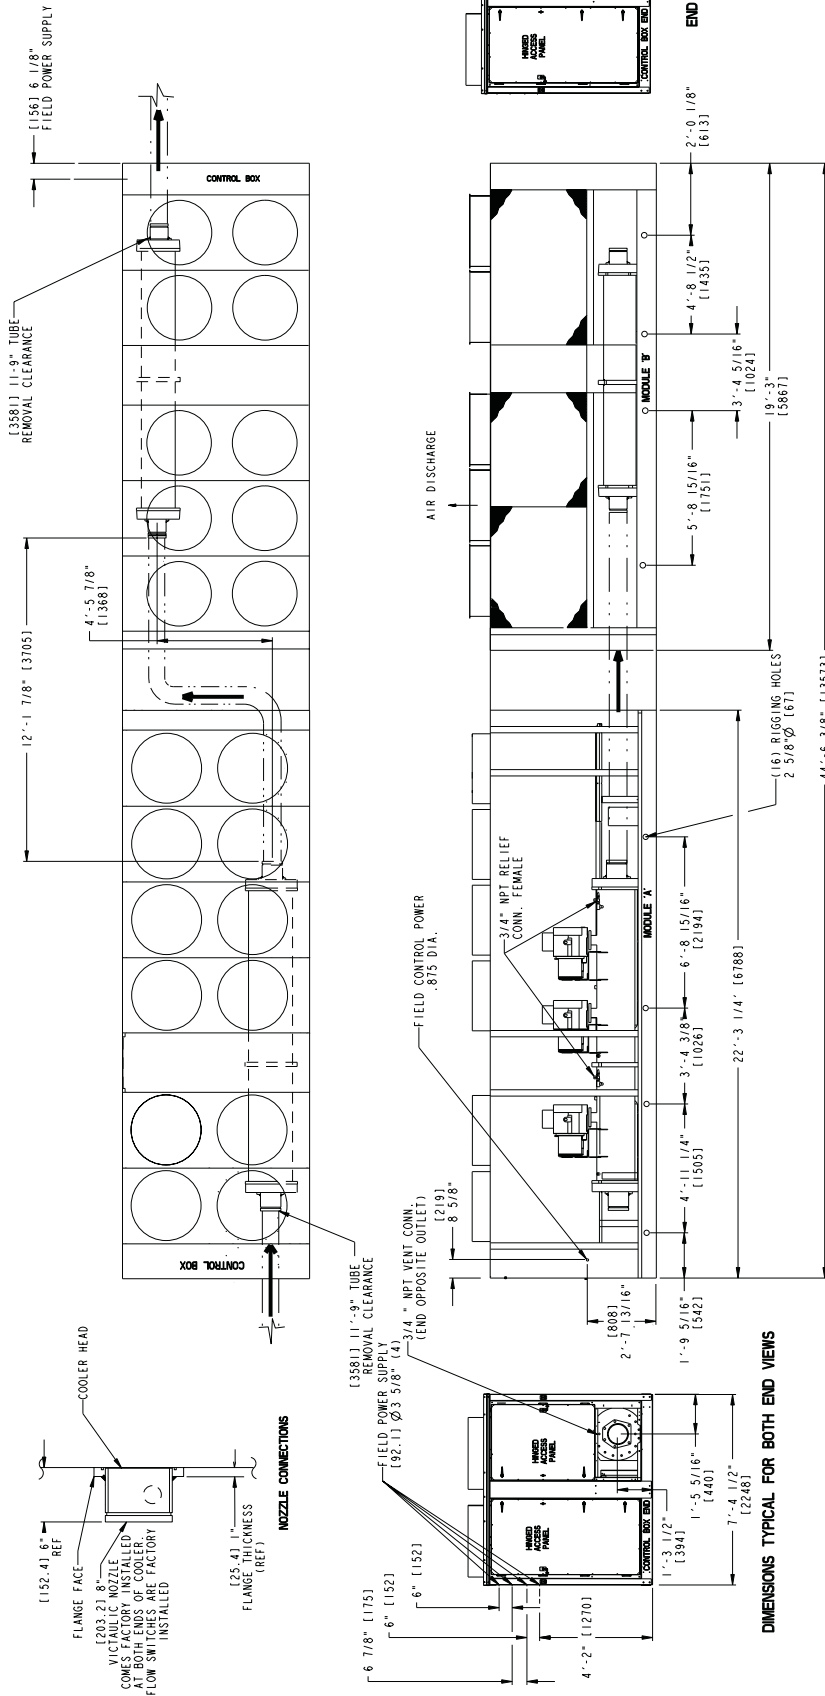 [156] 6 1/8"
FIELD POWER SUPPLY
CONTROL BOX
[3581] 11'-9" TUBE
REMOVAL CLEARANCE
12'-1 7/8" [3705]
4'-5 7/8"
[1368]
CONTROL BOX
[3581] 11'-9" TUBE
REMOVAL CLEARANCE
COOLER HEAD
[152.4] 6"
REF
FLANGE FACE
[203.2] 8"
VICTAULIC NOZZLE
COMES FACTORY INSTALLED
AT BOTH ENDS OF COOLER.
FLOW SWITCHES ARE FACTORY
INSTALLED
[25.4] 1"
FLANGE THICKNESS
(REF)
NOZZLE CONNECTIONS
HINGED
ACCESS
PANEL
CONTROL BOX END
END
AIR DISCHARGE
2'-0 1/8"
[613]
4'-8 1/2"
[1435]
MODULE 'B'
3'-4 5/16"
[1024]
19'-3"
[5867]
5'-8 15/16"
[1751]
(16) RIGGING HOLES
2 5/8"Ø [67]
44'-6 3/8" [13573]
FIELD CONTROL POWER
.875 DIA.
3/4" NPT RELIEF
CONN. FEMALE
MODULE 'A'
6'-8 15/16"
[2194]
3'-4 3/8"
[1026]
22'-3 1/4' [6788]
4'-11 1/4"
[1505]
[219]
8 5/8"
[808]
2'-7 13/16"
1'-9 5/16"
[542]
3/4 " NPT VENT CONN.
(END OPPOSITE OUTLET)
FIELD POWER SUPPLY
[92.1] Ø3 5/8" (4)
HINGED
ACCESS
PANEL
HINGED
ACCESS
PANEL
CONTROL BOX END
6 7/8" [175]
6" [152]
6" [152]
4'-2" [1270]
1'-3 1/2"
[394]
1'-5 5/16"
[440]
7'-4 1/2"
[2248]
DIMENSIONS TYPICAL FOR BOTH END VIEWS